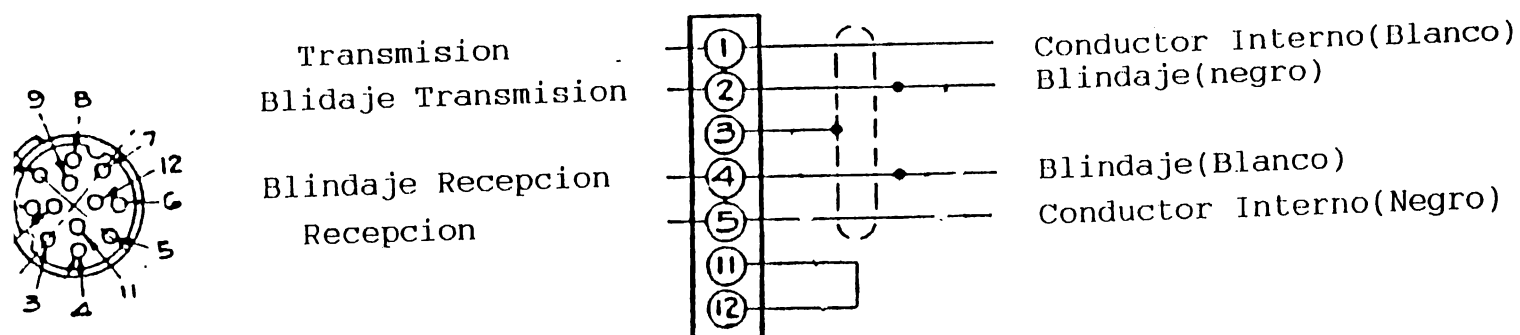 Transmision
Blidaje Transmision
Blindaje Recepcion
Recepcion
9 8
7
12
6
5
3 4 11
1
2
3
4
5
11
12
Conductor Interno(Blanco)
Blindaje(negro)
Blindaje(Blanco)
Conductor Interno(Negro)